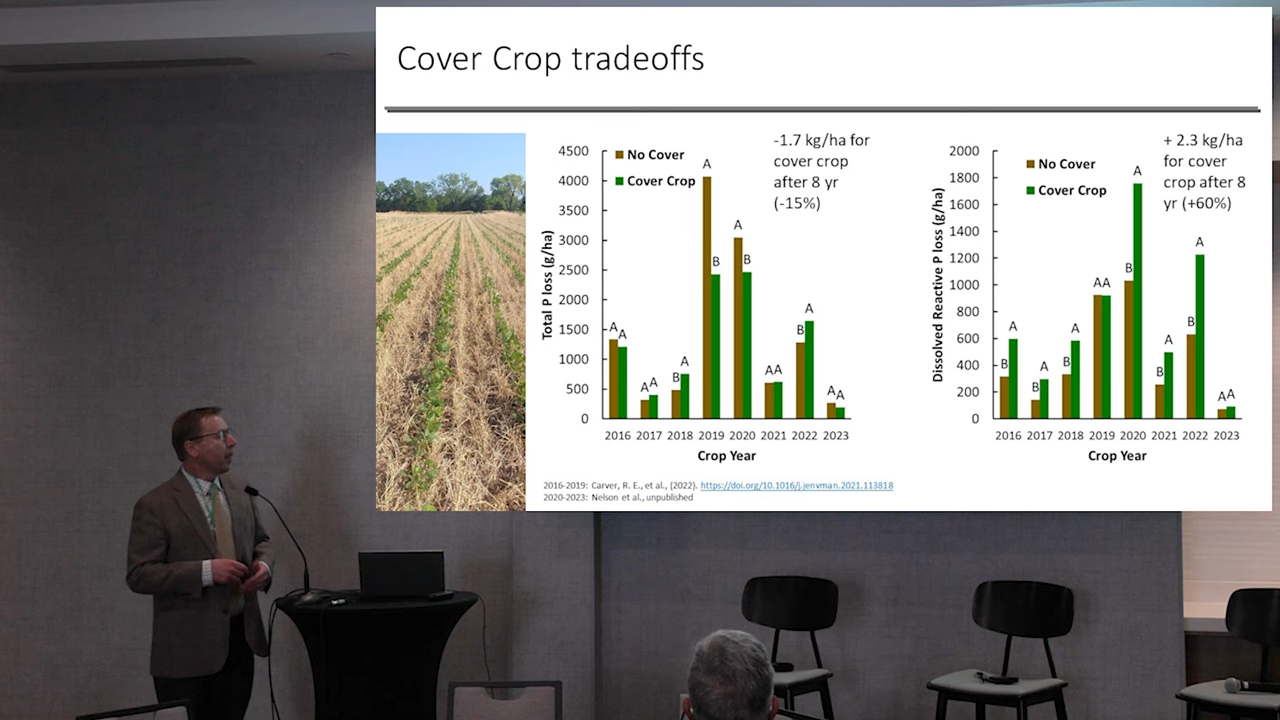 Cover Crop tradeoffs
4500
4000
3500
3000
2500
2000
1500
1000
500
0
Total P loss (g/ha)
No Cover
Cover Crop
-1.7 kg/ha for
cover crop
after 8 yr
(-15%)
A A
A A
B A
A B
A B
A A
B A
A A
2016 2017 2018 2019 2020 2021 2022 2023
Crop Year
2000
1800
1600
1400
1200
1000
800
600
400
200
0
Dissolved Reactive P loss (g/ha)
No Cover
Cover Crop
+ 2.3 kg/ha
for cover
crop after 8
yr (+60%)
B A
B A
B A
A A
B A
B A
B A
A A
2016 2017 2018 2019 2020 2021 2022 2023
Crop Year
2016-2019: Carver, R. E., et al., (2022). https://doi.org/10.1016/j.jenvman.2021.113818
2020-2023: Nelson et al., unpublished